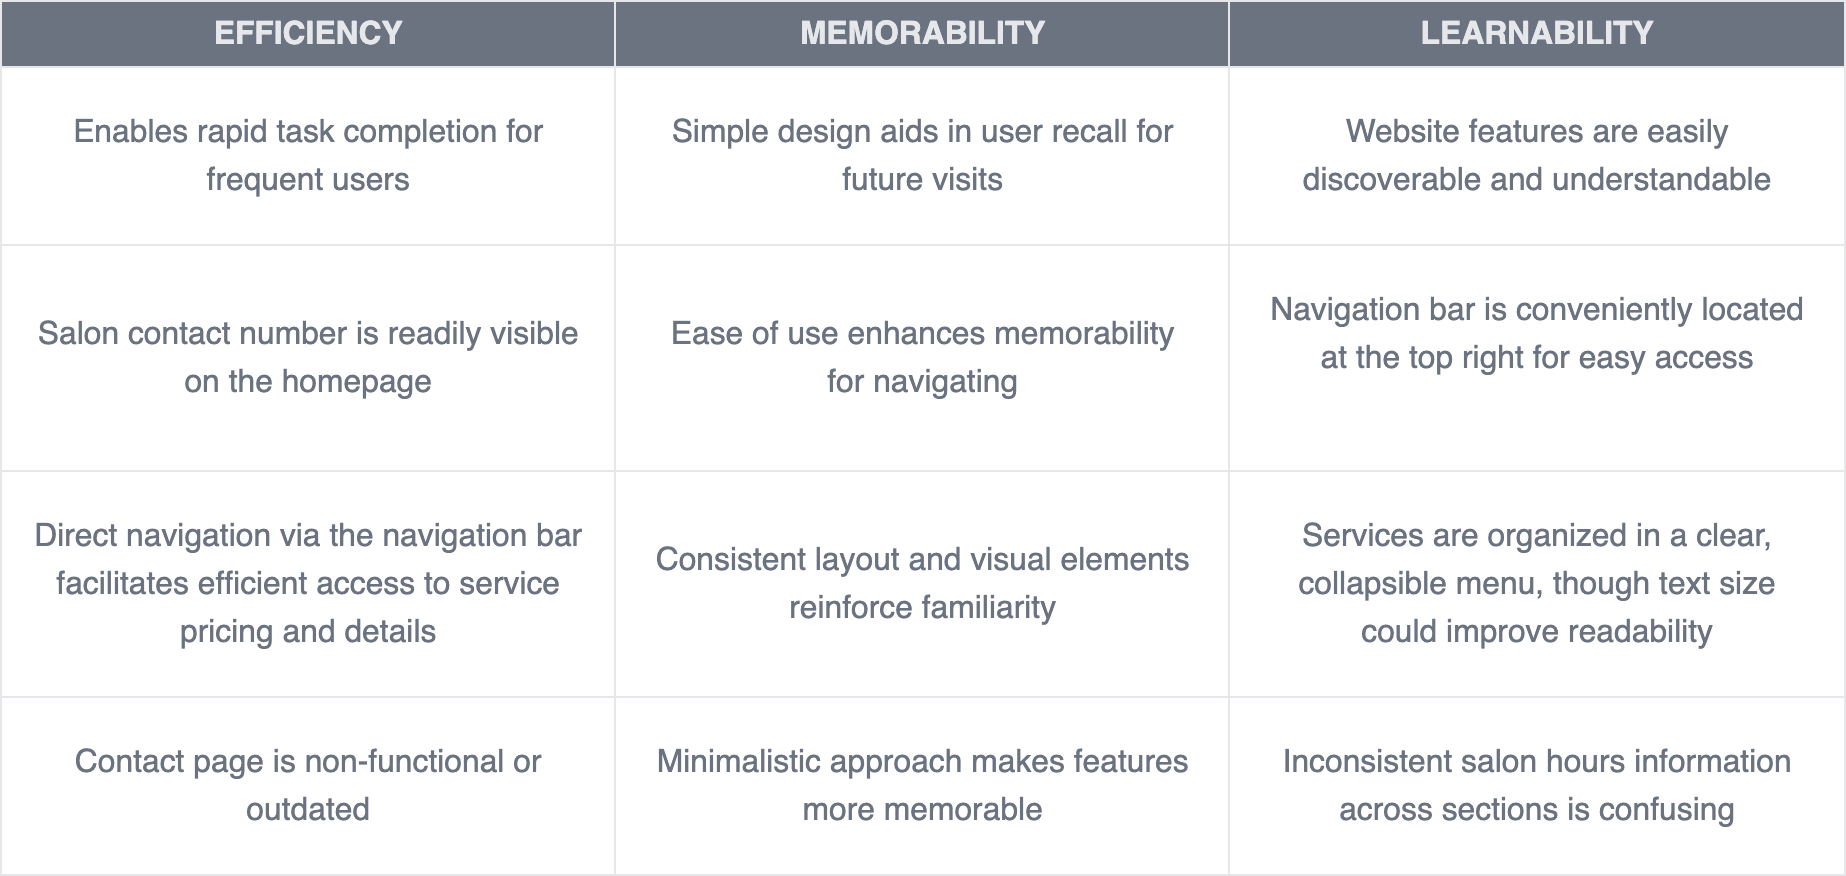 EFFICIENCY
MEMORABILITY
LEARNABILITY
Enables rapid task completion for
frequent users
Simple design aids in user recall for
future visits
Website features are easily
discoverable and understandable
Salon contact number is readily visible
on the homepage
Ease of use enhances memorability
for navigating
Navigation bar is conveniently located
at the top right for easy access
Direct navigation via the navigation bar
facilitates efficient access to service
pricing and details
Consistent layout and visual elements
reinforce familiarity
Services are organized in a clear,
collapsible menu, though text size
could improve readability
Contact page is non-functional or
outdated
Minimalistic approach makes features
more memorable
Inconsistent salon hours information
across sections is confusing